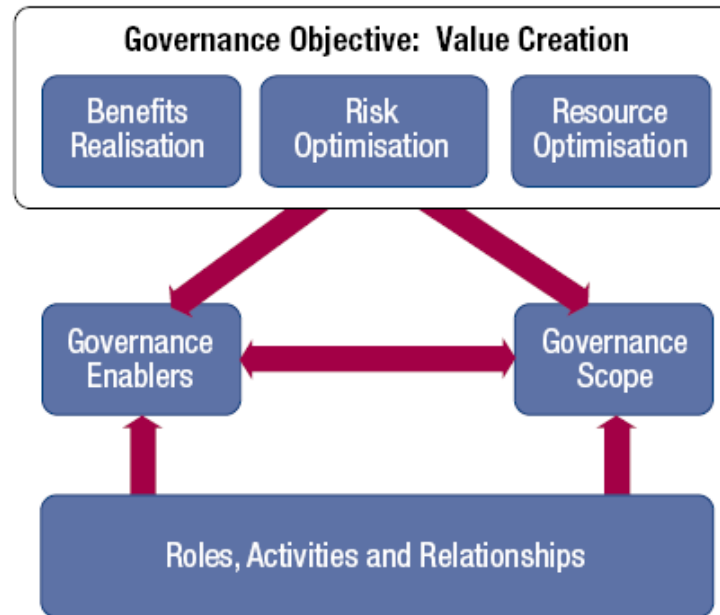 Governance Objective:  Value Creation
Benefits
Realisation
Risk
Optimisation
Resource
Optimisation
Governance
Enablers
Governance
Scope
Roles, Activities and Relationships